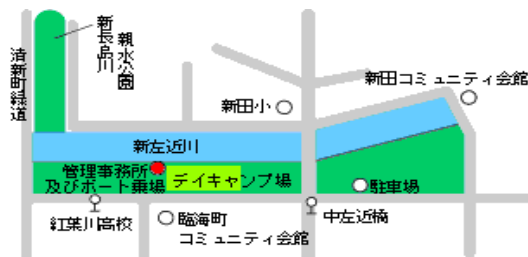 清新町緑道
新長島川
親水公園
新田コミュニティ会館
新田小
新左近川
管理事務所
及びボート乗場
デイキャンプ場
駐車場
紅葉川高校
臨海町
コミュニティ会館
中左近橋